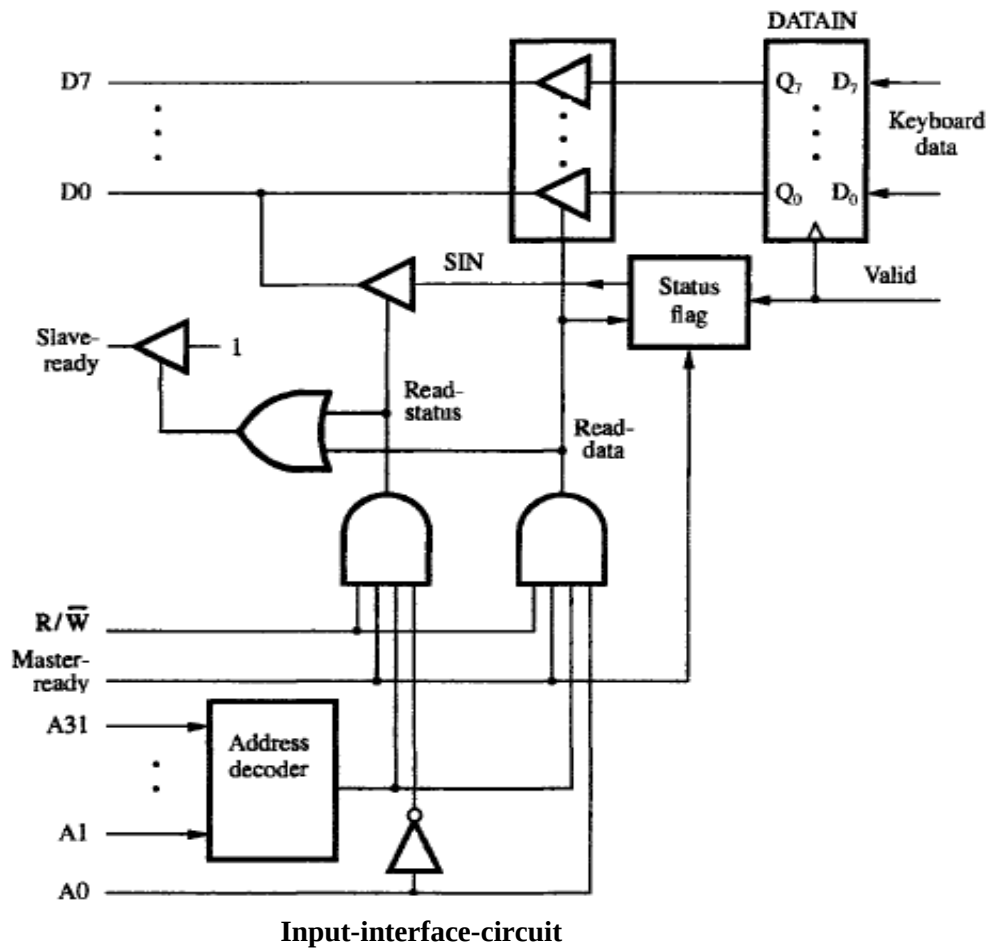 DATAIN
D7
Q7 D7
Keyboard
data
D0
Q0 D0
SIN
Status
flag
Valid
Slave-
ready
1
Read-
status
Read-
data
R/W̅
Master-
ready
A31
Address
decoder
A1
A0
Input-interface-circuit